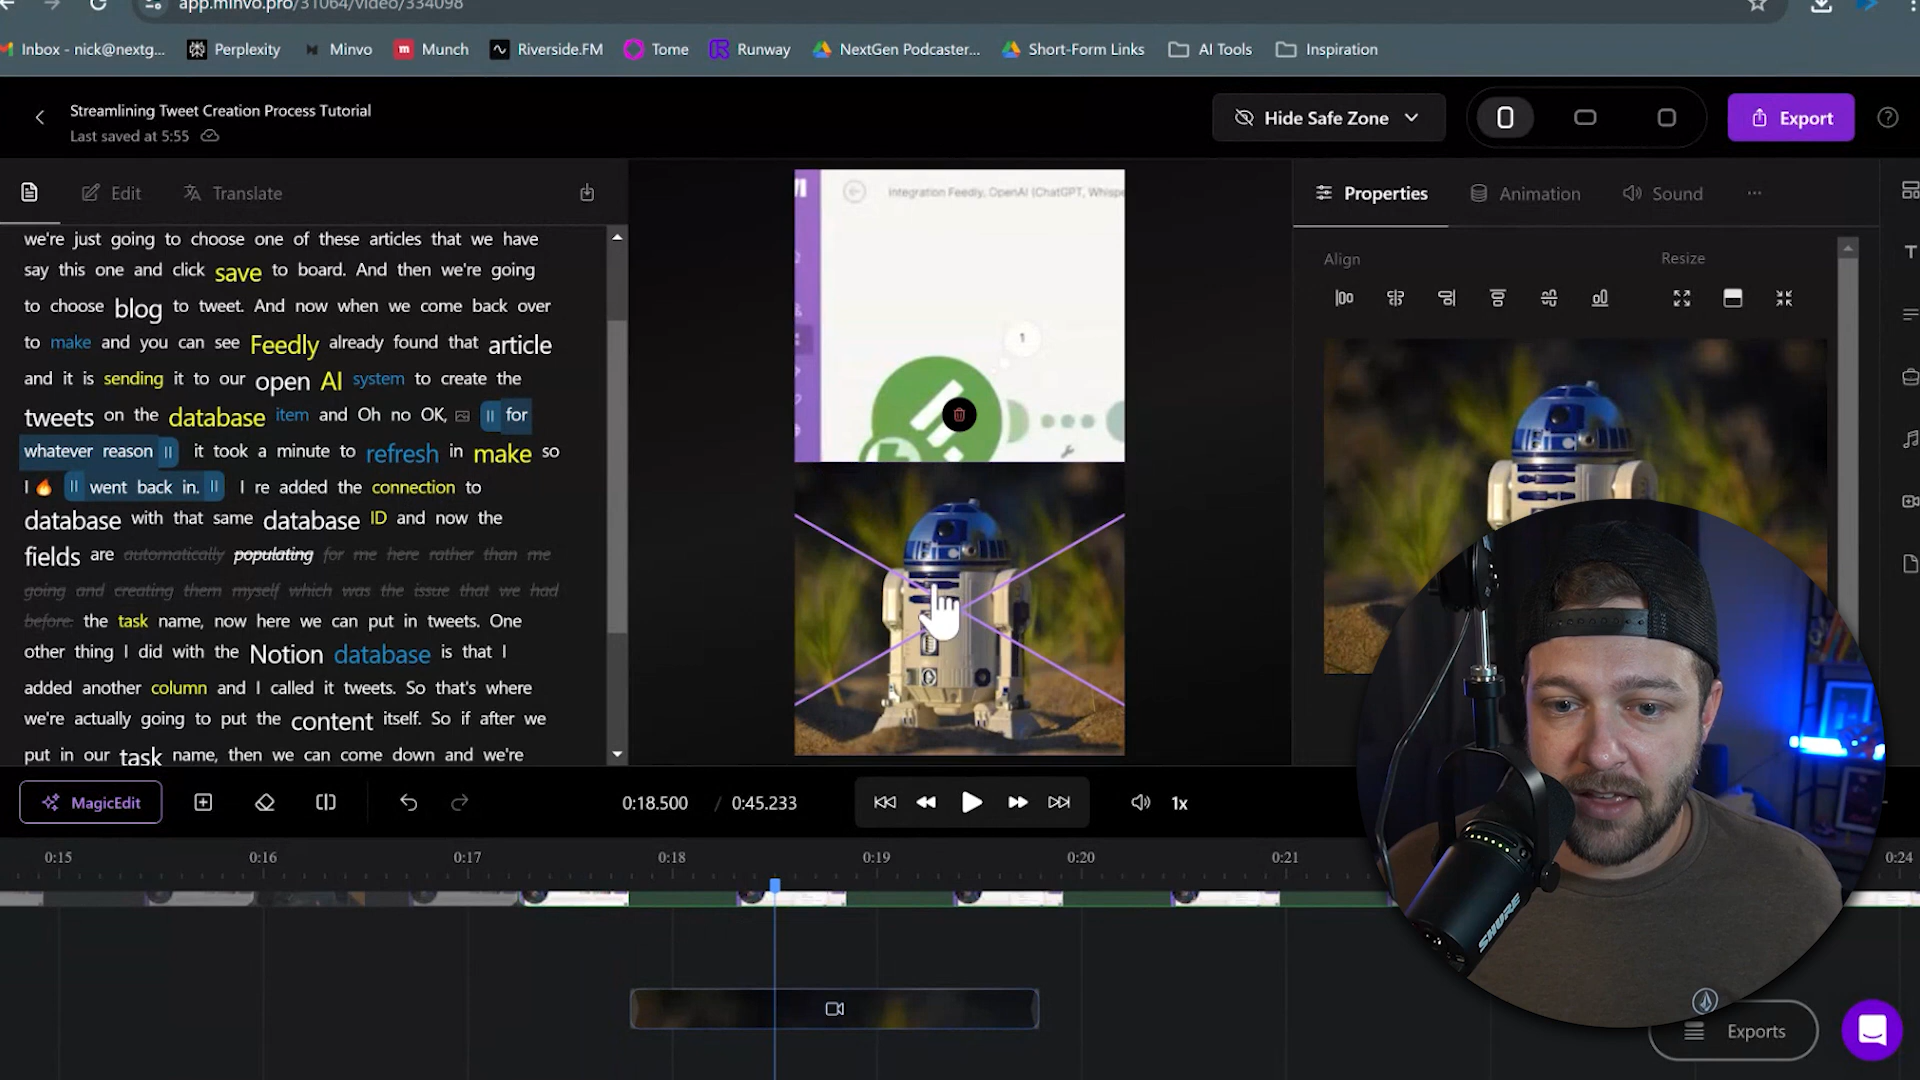 app.minvo.pro/31064/video/334098
Inbox - nick@nextg...
Perplexity
Minvo
Munch
Riverside.FM
Tome
Runway
NextGen Podcaster...
Short-Form Links
AI Tools
Inspiration
Streamlining Tweet Creation Process Tutorial
Last saved at 5:55
Hide Safe Zone
Export
Edit
Translate
we're just going to choose one of these articles that we have
say this one and click save to board. And then we're going
to choose blog to tweet. And now when we come back over
to make and you can see Feedly already found that article
and it is sending it to our open AI system to create the
tweets on the database item and Oh no OK, for
whatever reason it took a minute to refresh in make so
I 🔥 went back in. I re added the connection to
database with that same database ID and now the
fields are automatically populating for me here rather than me
going and creating them myself which was the issue that we had
before. the task name, now here we can put in tweets. One
other thing I did with the Notion database is that I
added another column and I called it tweets. So that's where
we're actually going to put the content itself. So if after we
put in our task name, then we can come down and we're
Integration Feedly, OpenAI (ChatGPT, Whispe
1
Properties
Animation
Sound
Align
Resize
MagicEdit
0:18.500 / 0:45.233
1x
0:15
0:16
0:17
0:18
0:19
0:20
0:21
0:24
SHURE
Exports